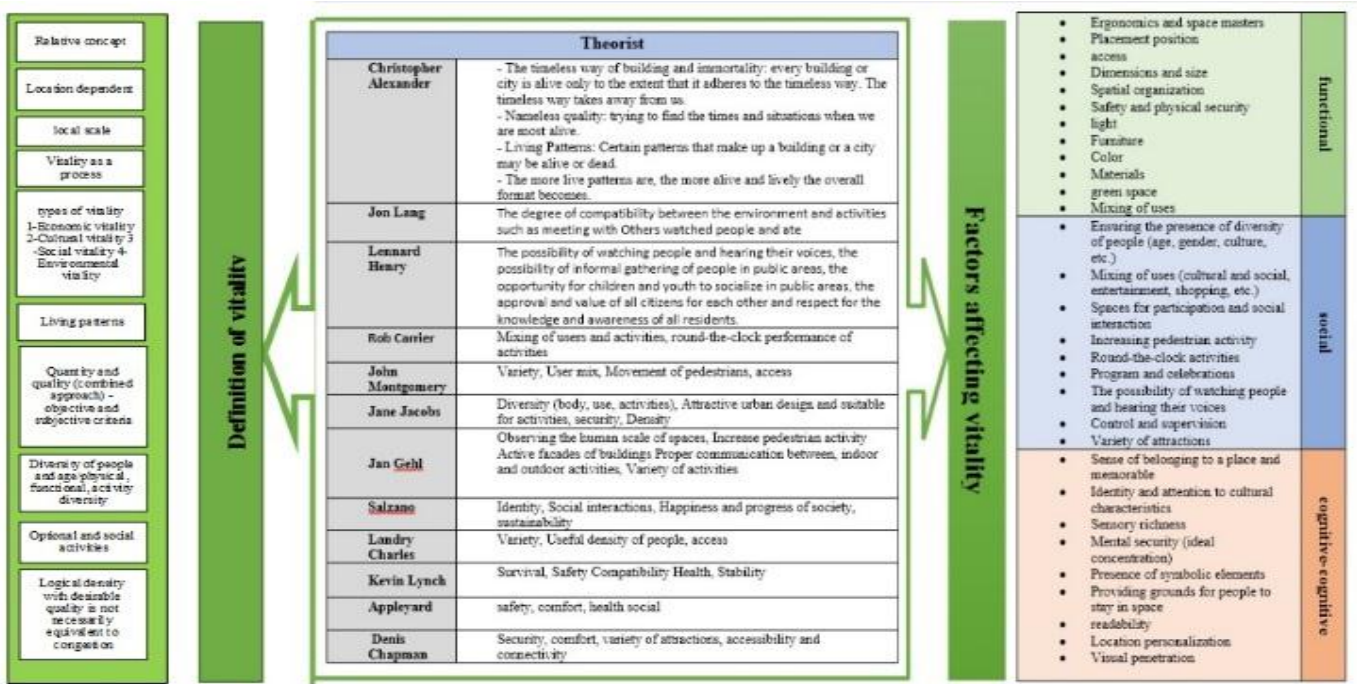 Relative concept
Location dependent
local scale
Vitality as a
process
types of vitality
1-Economic vitality
2-Cultural vitality 3
-Social vitality 4-
Environmental
vitality
Living patterns
Quantity and
quality (combined
approach) –
objective and
subjective criteria
Diversity of people
and age/physical,
functional, activity
diversity
Optional and social
activities
Logical density
with desirable
quality is not
necessarily
equivalent to
congestion
Definition of vitality
Theorist
Christopher
Alexander
- The timeless way of building and immortality: every building or
city is alive only to the extent that it adheres to the timeless way. The
timeless way takes away from us.
- Nameless quality: trying to find the times and situations when we
are most alive.
- Living Patterns: Certain patterns that make up a building or a city
may be alive or dead.
- The more live patterns are, the more alive and lively the overall
format becomes.
Jon Lang
The degree of compatibility between the environment and activities
such as meeting with Others watched people and ate
Lennard
Henry
The possibility of watching people and hearing their voices, the
possibility of informal gathering of people in public areas, the
opportunity for children and youth to socialize in public areas, the
approval and value of all citizens for each other and respect for the
knowledge and awareness of all residents.
Rob Carrier
Mixing of users and activities, round-the-clock performance of
activities
John
Montgomery
Variety, User mix, Movement of pedestrians, access
Jane Jacobs
Diversity (body, use, activities), Attractive urban design and suitable
for activities, security, Density
Jan Gehl
Observing the human scale of spaces, Increase pedestrian activity
Active facades of buildings Proper communication between, indoor
and outdoor activities, Variety of activities
Salzano
Identity, Social interactions, Happiness and progress of society,
sustainability
Landry
Charles
Variety, Useful density of people, access
Kevin Lynch
Survival, Safety Compatibility Health, Stability
Appleyard
safety, comfort, health social
Denis
Chapman
Security, comfort, variety of attractions, accessibility and
connectivity
Factors affecting vitality
• Ergonomics and space masters
• Placement position
• access
• Dimensions and size
• Spatial organization
• Safety and physical security
• light
• Furniture
• Color
• Materials
• green space
• Mixing of uses
functional
• Ensuring the presence of diversity
of people (age, gender, culture,
etc.)
• Mixing of uses (cultural and social,
entertainment, shopping, etc.)
• Spaces for participation and social
interaction
• Increasing pedestrian activity
• Round-the-clock activities
• Program and celebrations
• The possibility of watching people
and hearing their voices
• Control and supervision
• Variety of attractions
social
• Sense of belonging to a place and
memorable
• Identity and attention to cultural
characteristics
• Sensory richness
• Mental security (ideal
concentration)
• Presence of symbolic elements
• Providing grounds for people to
stay in space
• readability
• Location personalization
• Visual penetration
cognitive-cognitive